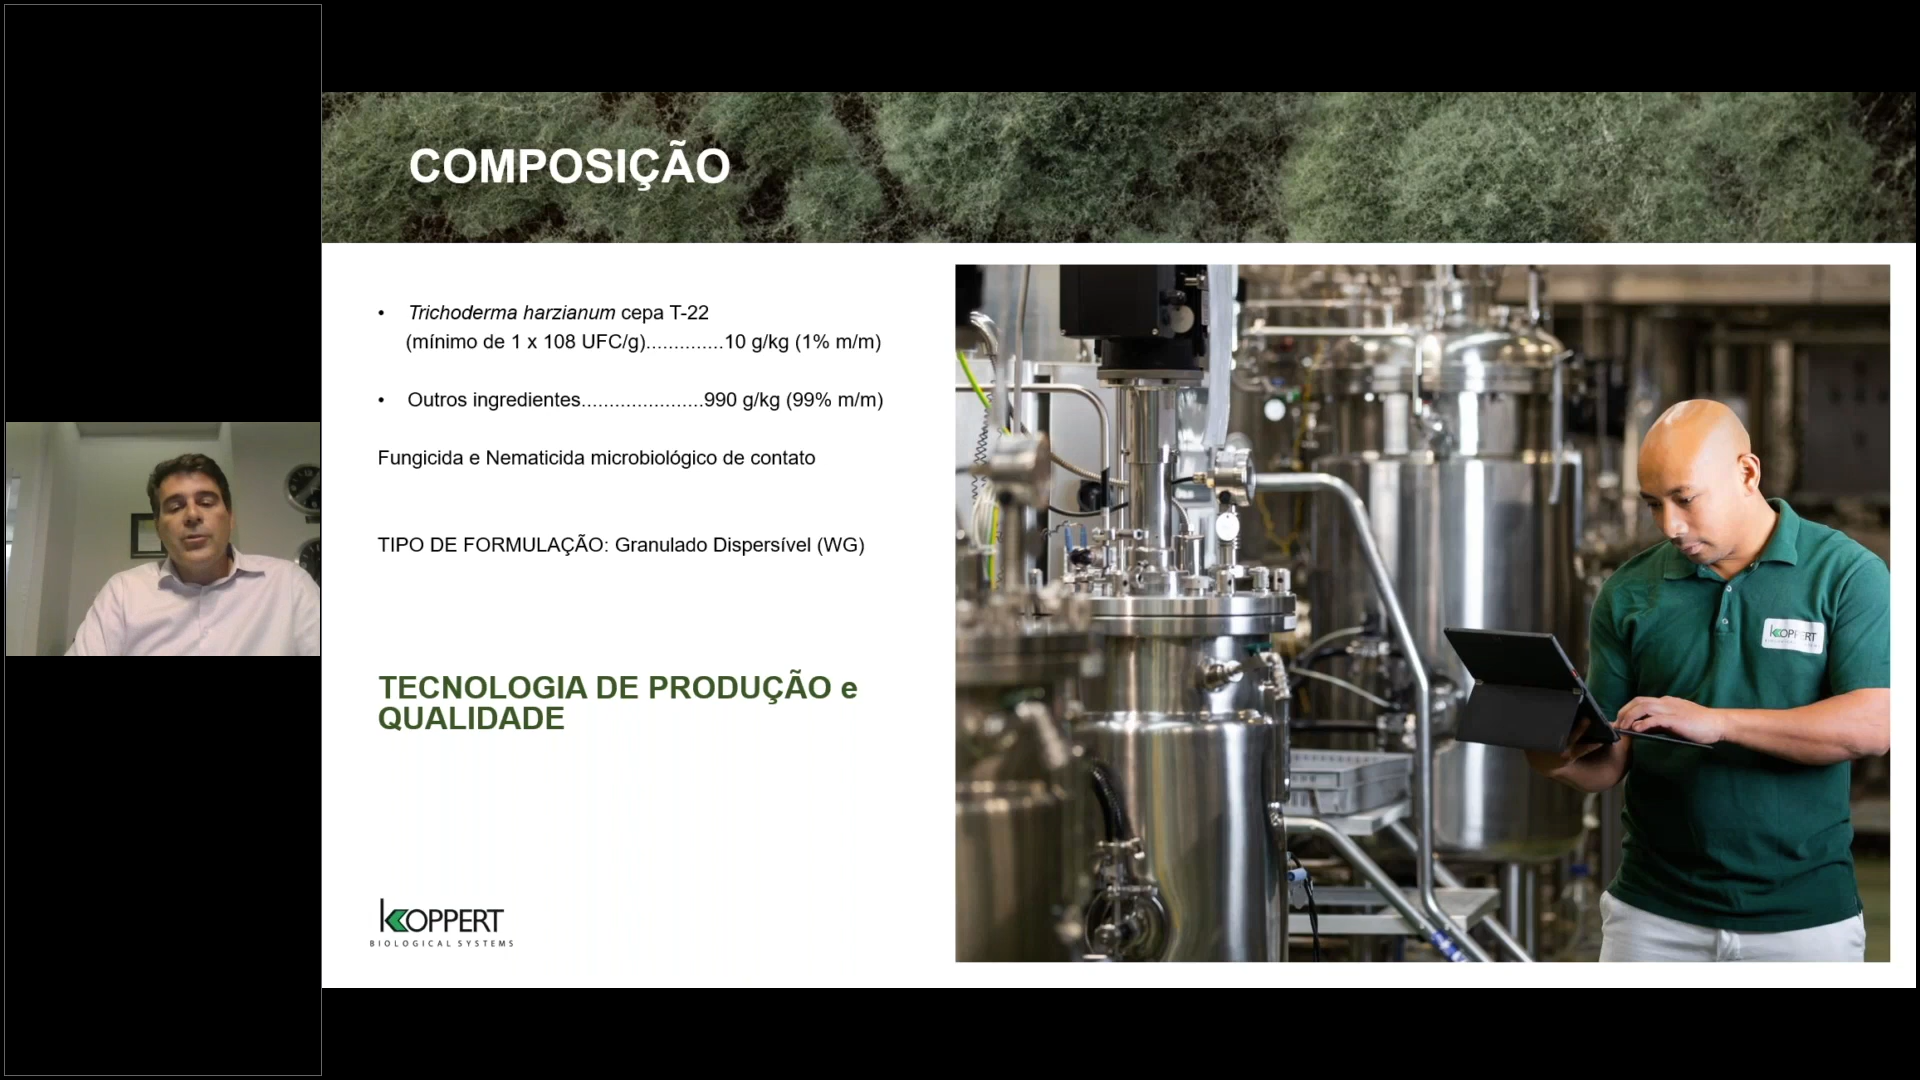 COMPOSIÇÃO
• Trichoderma harzianum cepa T-22
(mínimo de 1 x 108 UFC/g)..............10 g/kg (1% m/m)
• Outros ingredientes......................990 g/kg (99% m/m)
Fungicida e Nematicida microbiológico de contato
TIPO DE FORMULAÇÃO: Granulado Dispersível (WG)
TECNOLOGIA DE PRODUÇÃO e
QUALIDADE
KOPPERT
BIOLOGICAL SYSTEMS
KOPPERT